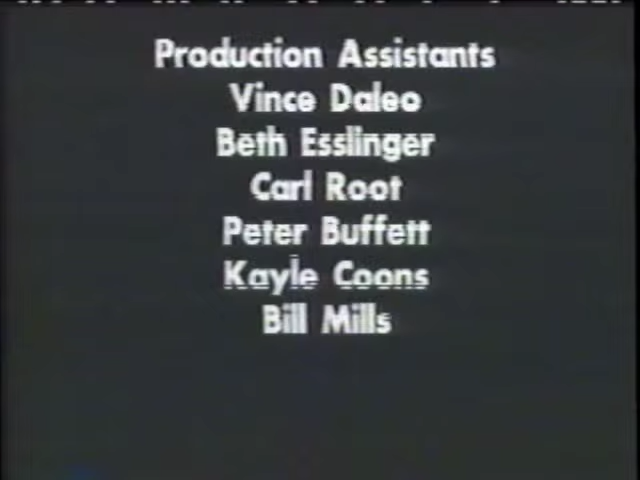 Production Assistants
Vince Daleo
Beth Esslinger
Carl Root
Peter Buffett
Kayle Coons
Bill Mills